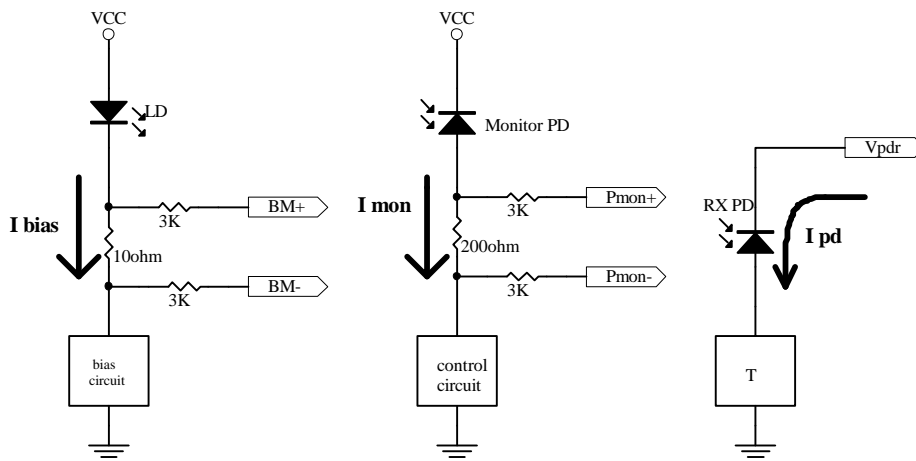 VCC
LD
I bias
3K
BM+
10ohm
BM-
3K
bias
circuit
VCC
Monitor PD
I mon
3K
Pmon+
200ohm
Pmon-
3K
control
circuit
Vpdr
RX PD
I pd
T